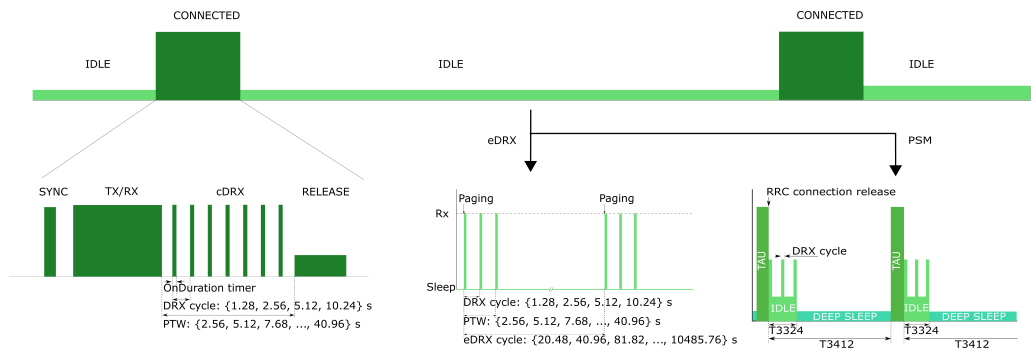 CONNECTED
CONNECTED
IDLE
IDLE
IDLE
eDRX
PSM
SYNC
TX/RX
cDRX
RELEASE
OnDuration timer
DRX cycle: {1.28, 2.56, 5.12, 10.24} s
PTW: {2.56, 5.12, 7.68, ..., 40.96} s
Paging
Paging
Rx
Sleep
DRX cycle: {1.28, 2.56, 5.12, 10.24} s
PTW: {2.56, 5.12, 7.68, ..., 40.96} s
eDRX cycle: {20.48, 40.96, 81.82, ..., 10485.76} s
RRC connection release
DRX cycle
TAU
TAU
IDLE
IDLE
DEEP SLEEP
DEEP SLEEP
T3324
T3324
T3412
T3412